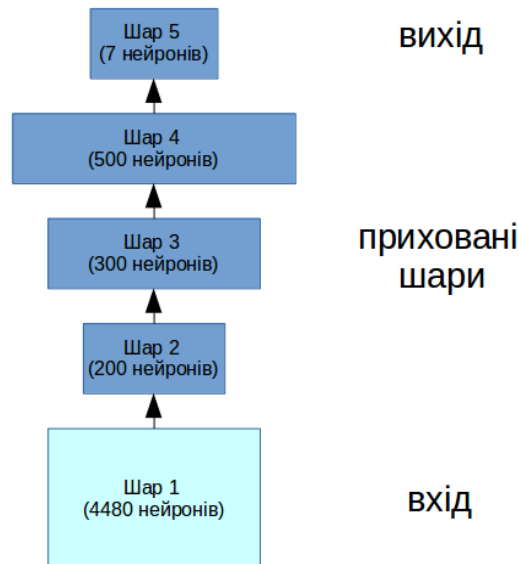 Шар 5
(7 нейронів)
вихід
Шар 4
(500 нейронів)
Шар 3
(300 нейронів)
приховані
шари
Шар 2
(200 нейронів)
Шар 1
(4480 нейронів)
вхід